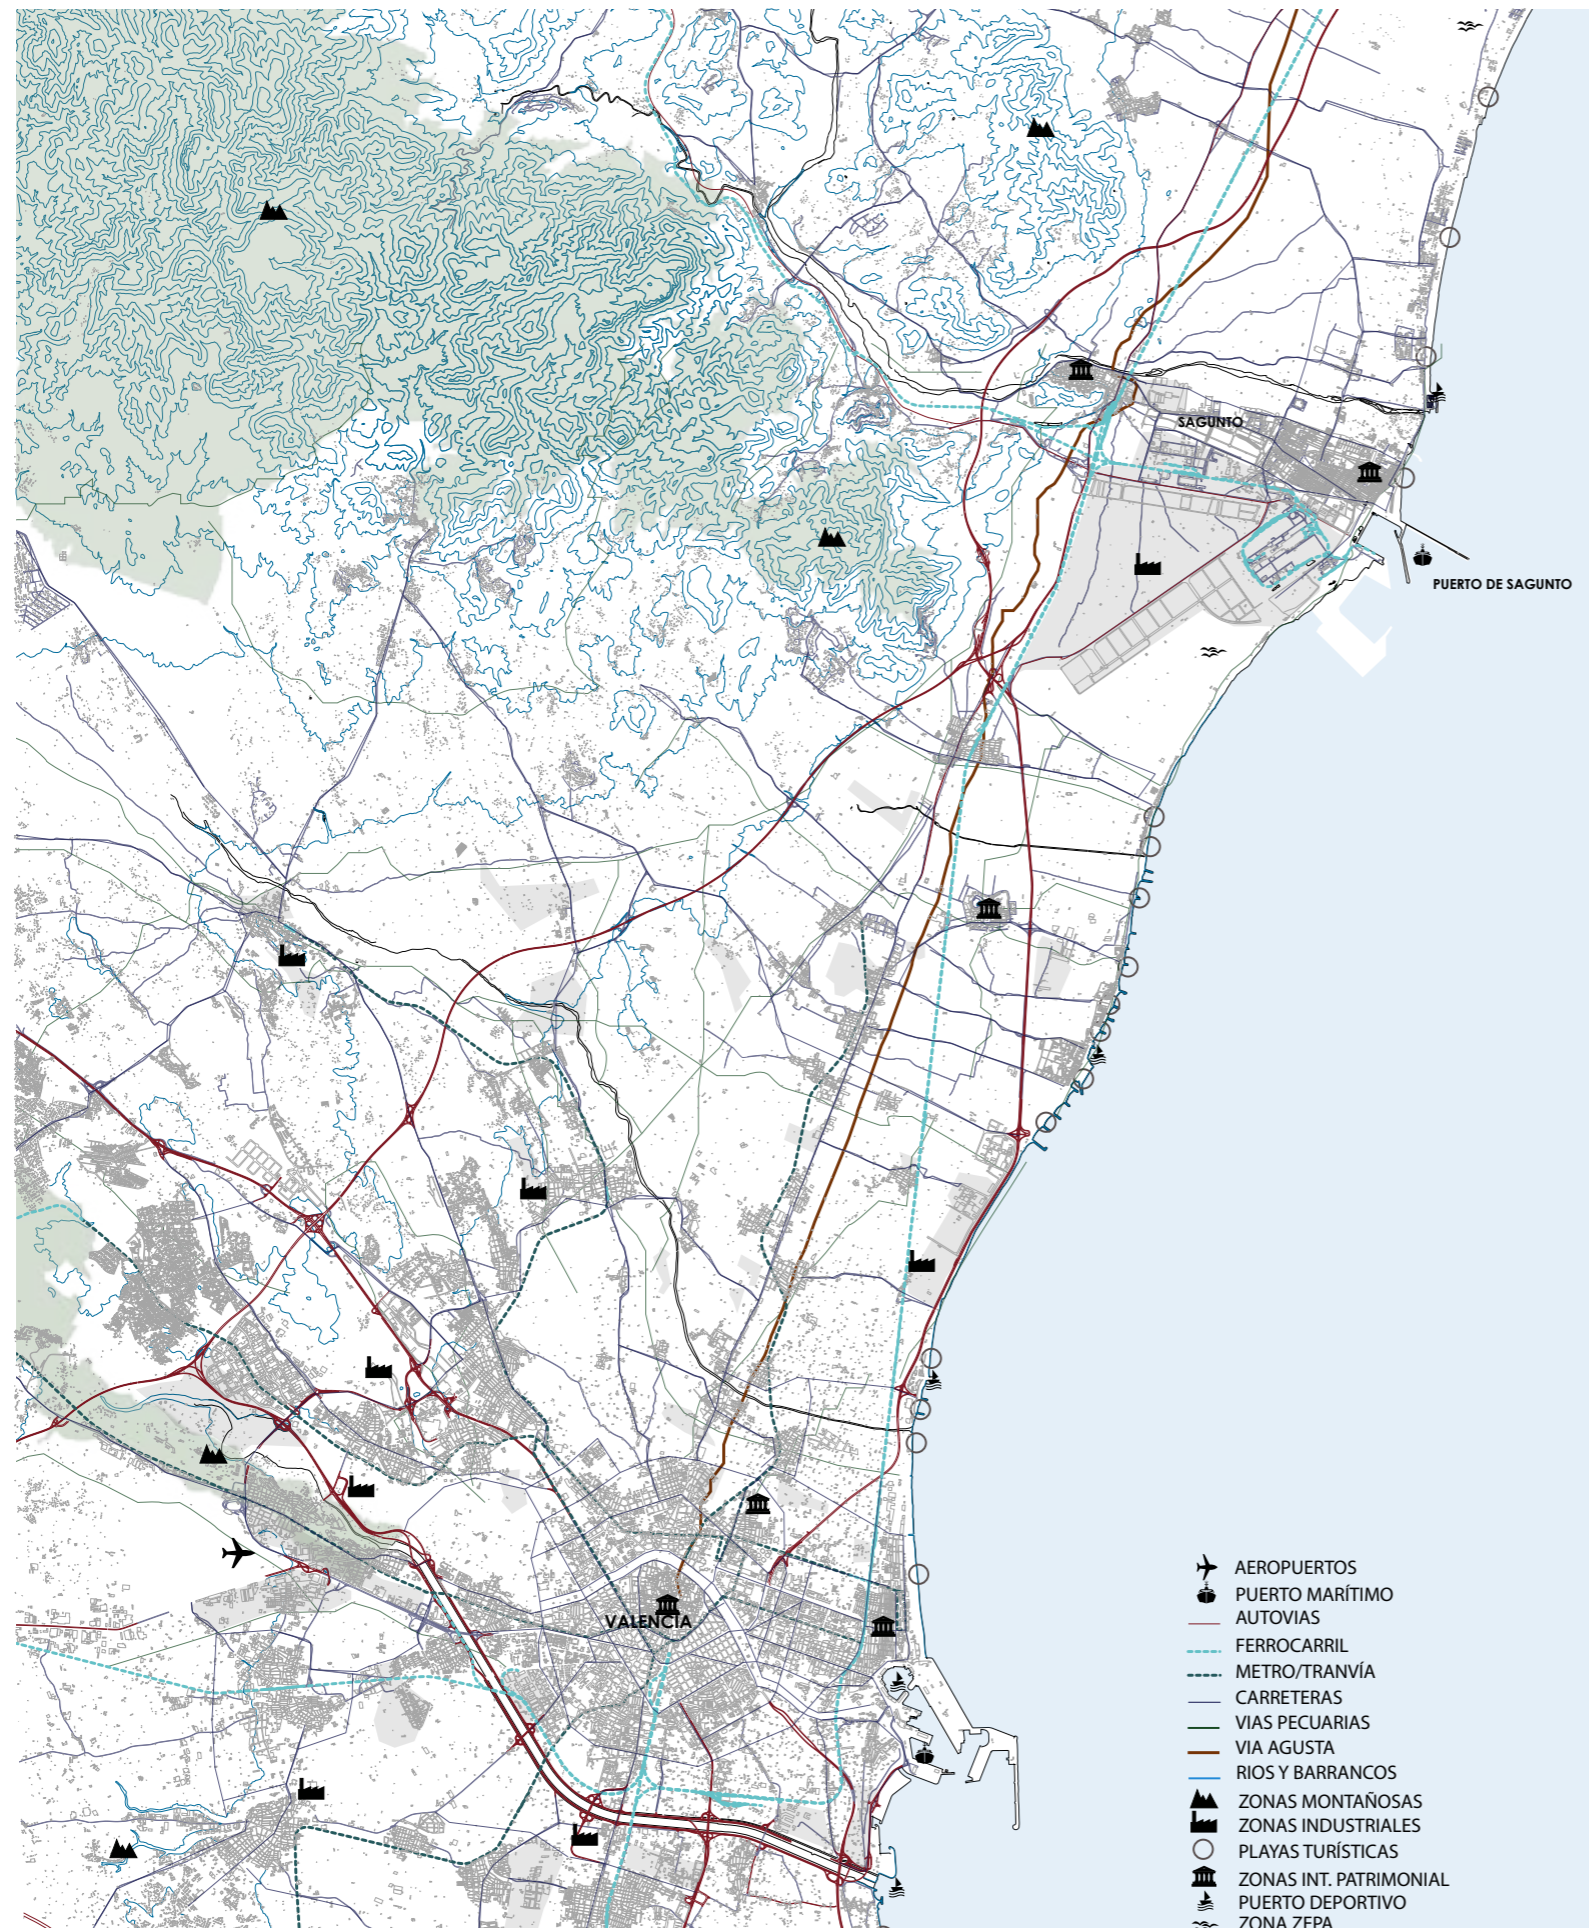 SAGUNTO
PUERTO DE SAGUNTO
VALENCIA
AEROPUERTOS
PUERTO MARÍTIMO
AUTOVIAS
FERROCARRIL
METRO/TRANVÍA
CARRETERAS
VIAS PECUARIAS
VIA AGUSTA
RIOS Y BARRANCOS
ZONAS MONTAÑOSAS
ZONAS INDUSTRIALES
PLAYAS TURÍSTICAS
ZONAS INT. PATRIMONIAL
PUERTO DEPORTIVO
ZONA ZEPA